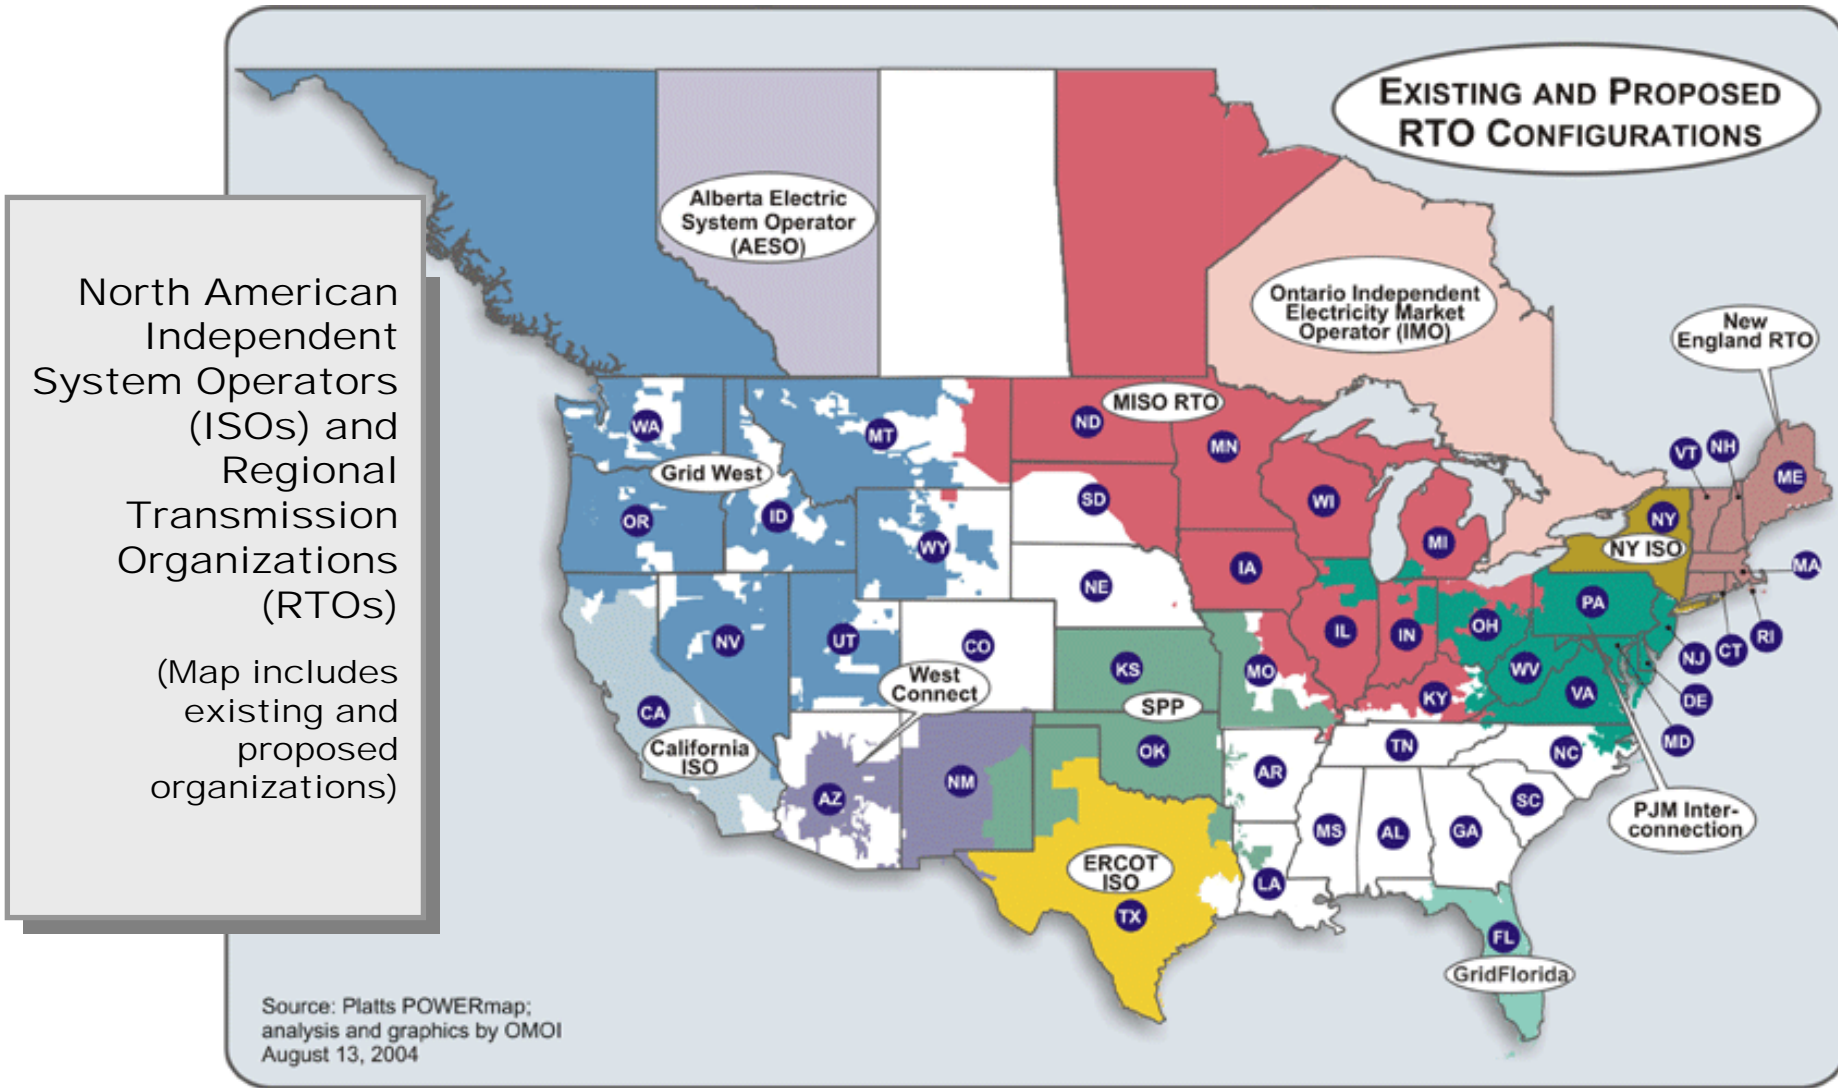 North American
Independent
System Operators
(ISOs) and
Regional
Transmission
Organizations
(RTOs)
(Map includes
existing and
proposed
organizations)
EXISTING AND PROPOSED
RTO CONFIGURATIONS
Alberta Electric
System Operator
(AESO)
Ontario Independent
Electricity Market
Operator (IMO)
New
England RTO
MISO RTO
Grid West
NY ISO
West
Connect
SPP
California
ISO
PJM Inter-
connection
ERCOT
ISO
GridFlorida
WA
MT
ND
MN
VT
NH
ME
OR
ID
WY
SD
WI
MI
NY
MA
NE
IA
PA
NV
UT
CO
KS
MO
IL
IN
OH
WV
VA
KY
NJ
CT
RI
DE
MD
CA
AZ
NM
OK
AR
TN
NC
SC
MS
AL
GA
LA
TX
FL
Source: Platts POWERmap;
analysis and graphics by OMOI
August 13, 2004